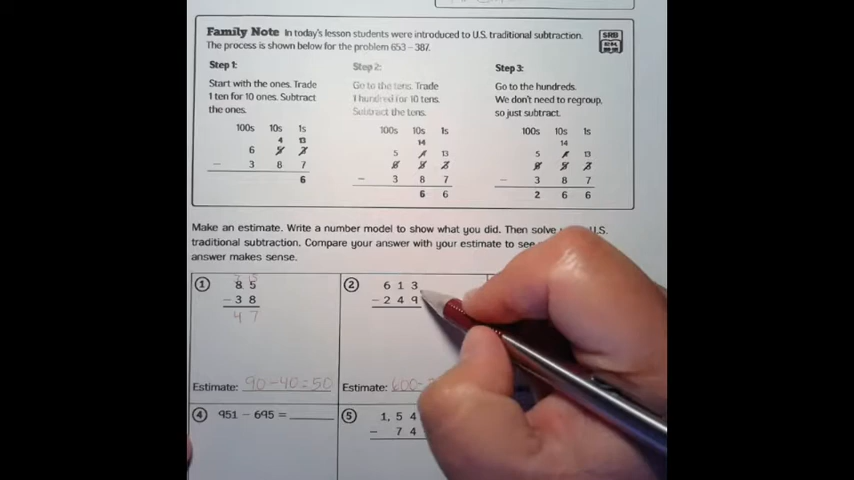 Family Note In today's lesson students were introduced to U.S. traditional subtraction.
The process is shown below for the problem 653 – 387.
SRB
Step 1:
Start with the ones. Trade
1 ten for 10 ones. Subtract
the ones.
100s 10s 1s
4 13
6 5 3
– 3 8 7
6
Step 2:
Go to the tens. Trade
1 hundred for 10 tens.
Subtract the tens.
100s 10s 1s
14
5 4 13
6 5 3
– 3 8 7
6 6
Step 3:
Go to the hundreds.
We don't need to regroup,
so just subtract.
100s 10s 1s
14
5 4 13
6 5 3
– 3 8 7
2 6 6
Make an estimate. Write a number model to show what you did. Then solve U.S.
traditional subtraction. Compare your answer with your estimate to see
answer makes sense.
1
7 15
8 5
– 3 8
4 7
Estimate: 90 – 40 = 50
2
6 1 3
– 2 4 9
Estimate: 600 –
4 951 – 695 =
5
1, 5 4
– 7 4